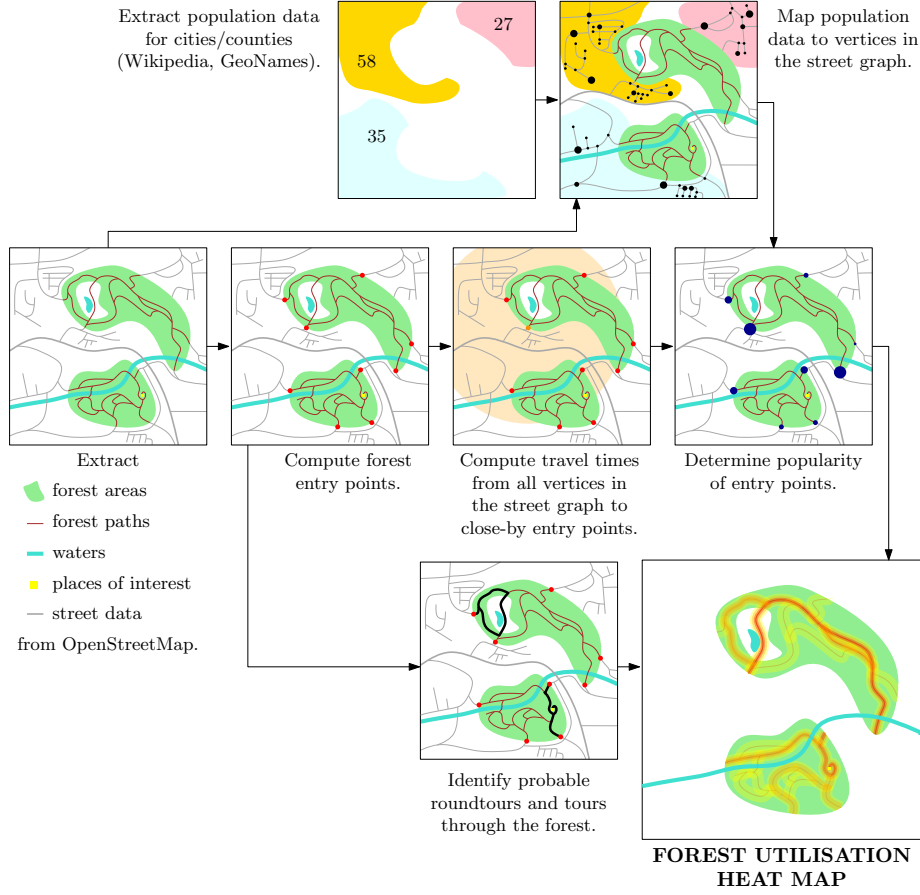 Extract population data
for cities/counties
(Wikipedia, GeoNames).
27
58
35
Map population
data to vertices in
the street graph.
Extract
forest areas
forest paths
waters
places of interest
street data
from OpenStreetMap.
Compute forest
entry points.
Compute travel times
from all vertices in
the street graph to
close-by entry points.
Determine popularity
of entry points.
Identify probable
roundtours and tours
through the forest.
FOREST UTILISATION
HEAT MAP